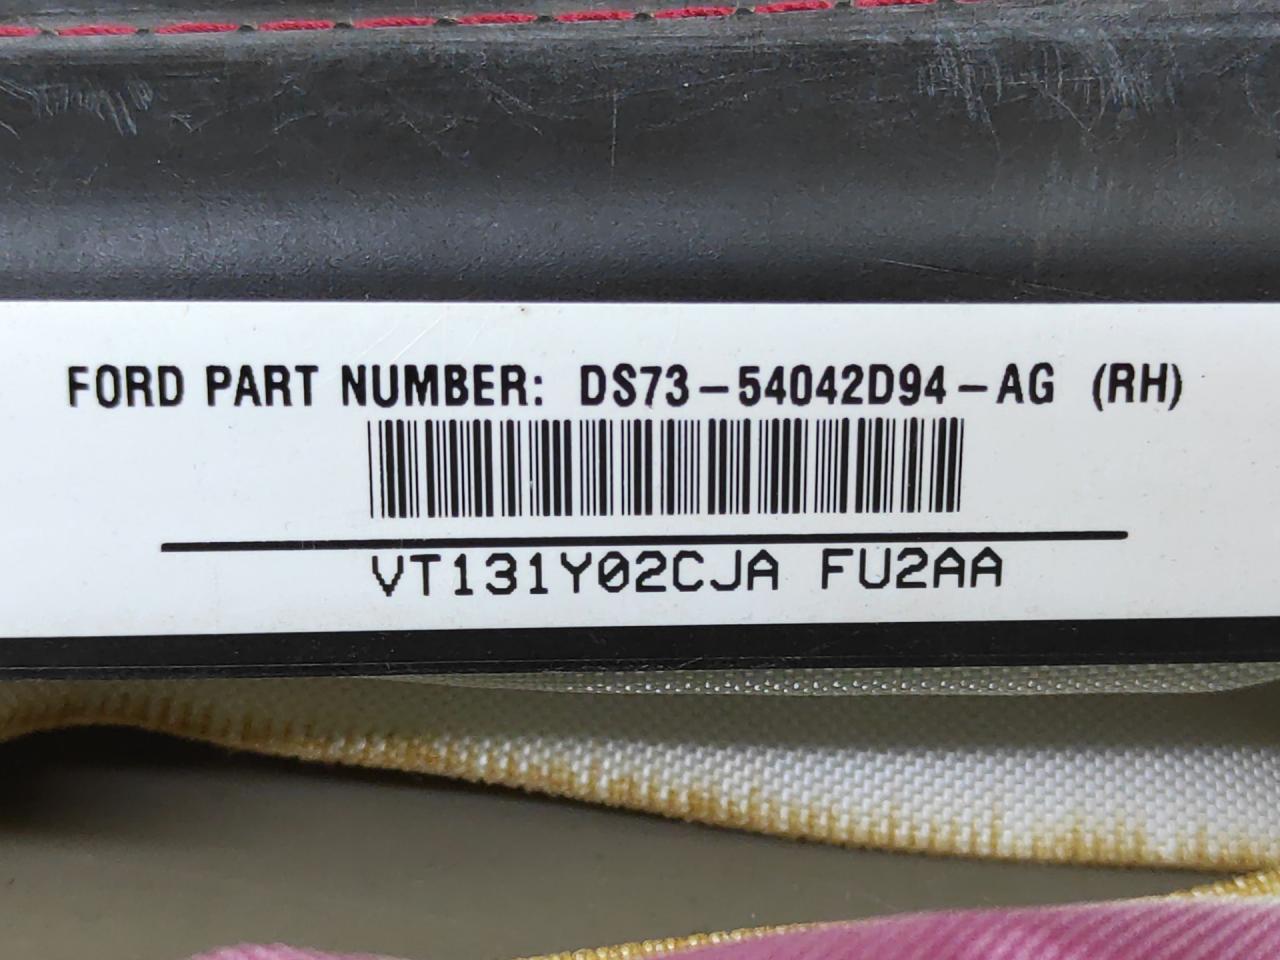 FORD PART NUMBER: DS73-54042D94-AG (RH)
VT131Y02CJA FU2AA